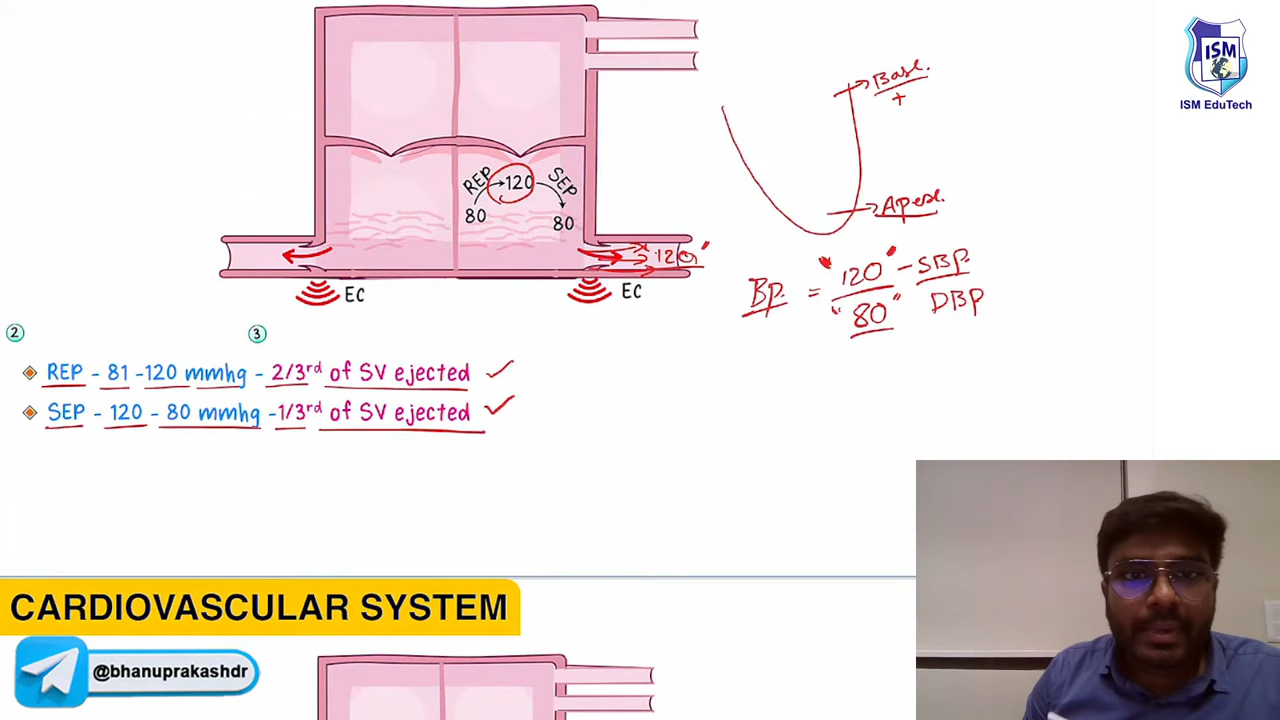 ISM
ISM EduTech
Base.
+
REP
→120
SEP
80
80
Apex.
120
EC
EC
Bp. = "120" - SBP
"80" DBP
2
3
REP - 81 -120 mmhg - 2/3rd of SV ejected ✓
SEP - 120 - 80 mmhg -1/3rd of SV ejected ✓
CARDIOVASCULAR SYSTEM
@bhanuprakashdr